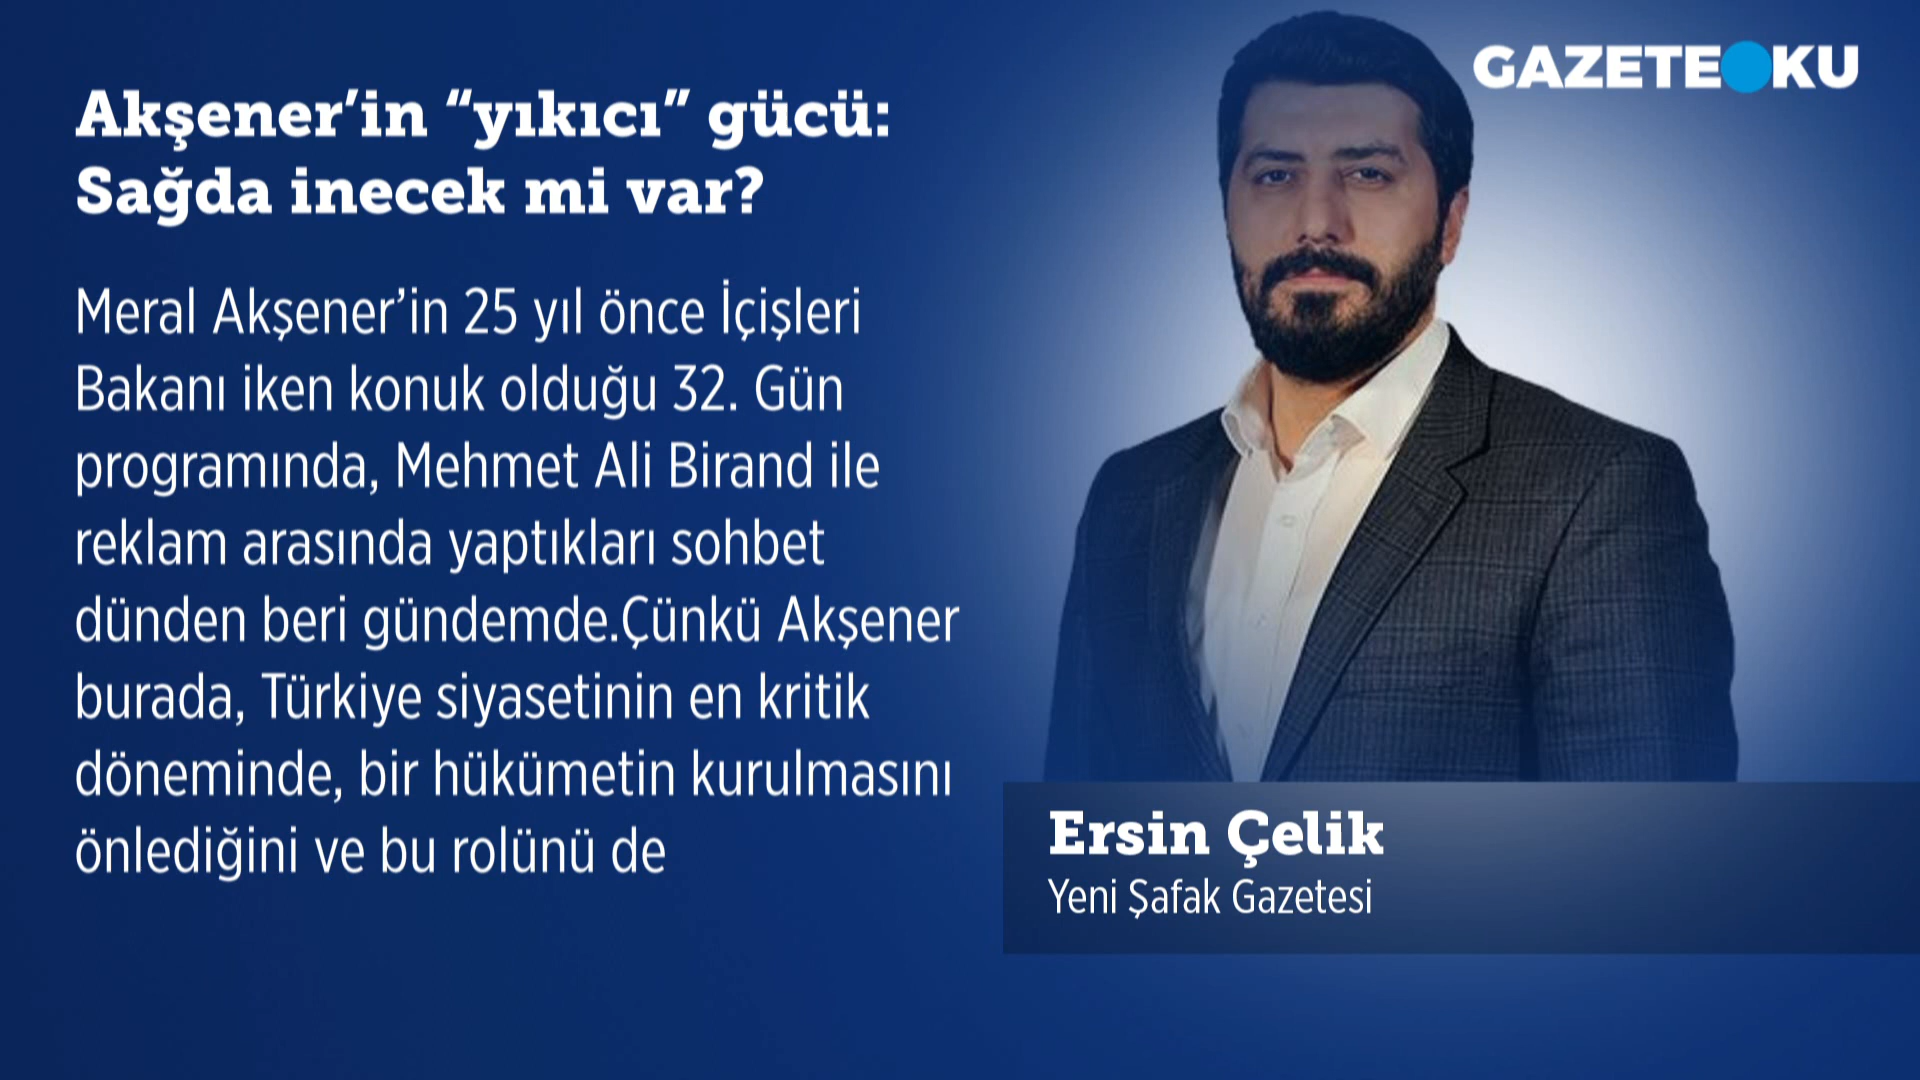 GAZETEOKU
Akşener’in “yıkıcı” gücü:
Sağda inecek mi var?
Meral Akşener’in 25 yıl önce İçişleri
Bakanı iken konuk olduğu 32. Gün
programında, Mehmet Ali Birand ile
reklam arasında yaptıkları sohbet
dünden beri gündemde.Çünkü Akşener
burada, Türkiye siyasetinin en kritik
döneminde, bir hükümetin kurulmasını
önlediğini ve bu rolünü de
Ersin Çelik
Yeni Şafak Gazetesi